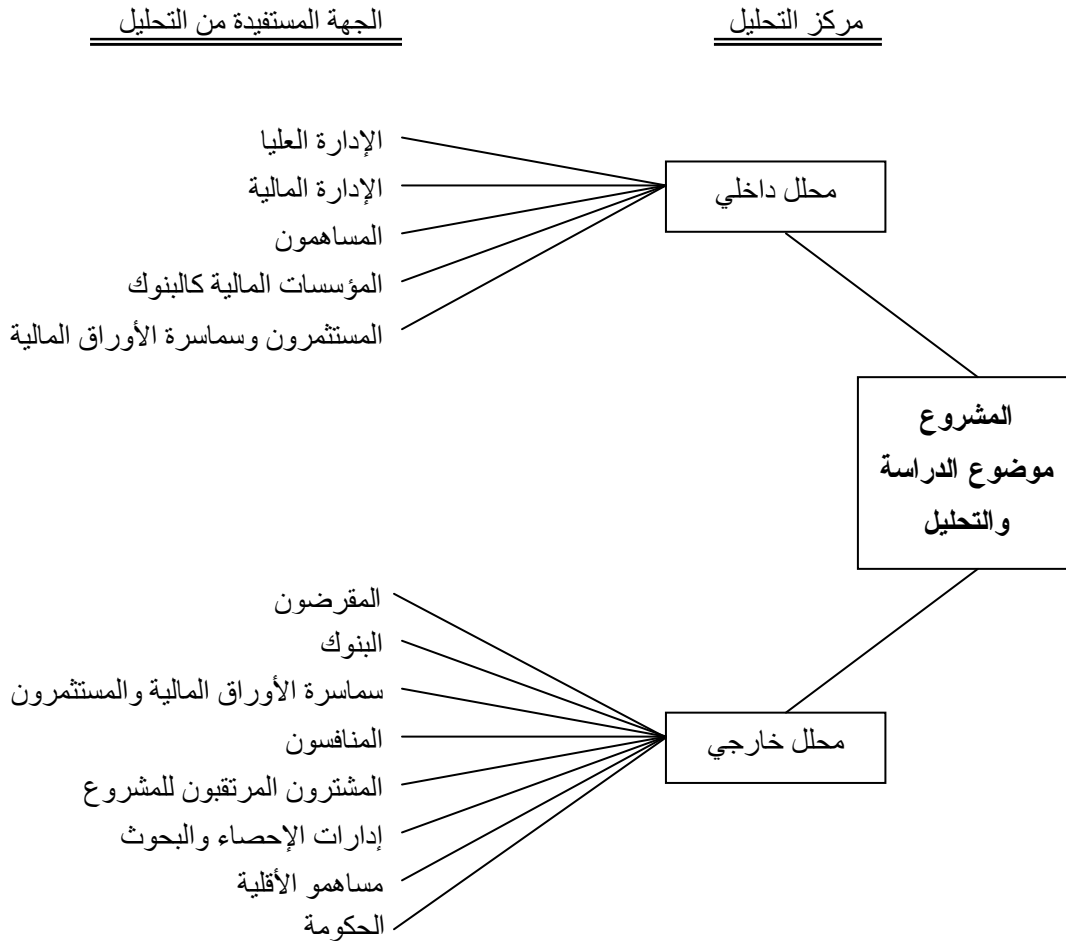 مركز التحليل
الجهة المستفيدة من التحليل
محلل داخلي
الإدارة العليا
الإدارة المالية
المساهمون
المؤسسات المالية كالبنوك
المستثمرون وسماسرة الأوراق المالية
المشروع
موضوع الدراسة
والتحليل
محلل خارجي
المقرضون
البنوك
سماسرة الأوراق المالية والمستثمرون
المنافسون
المشترون المرتقبون للمشروع
إدارات الإحصاء والبحوث
مساهمو الأقلية
الحكومة